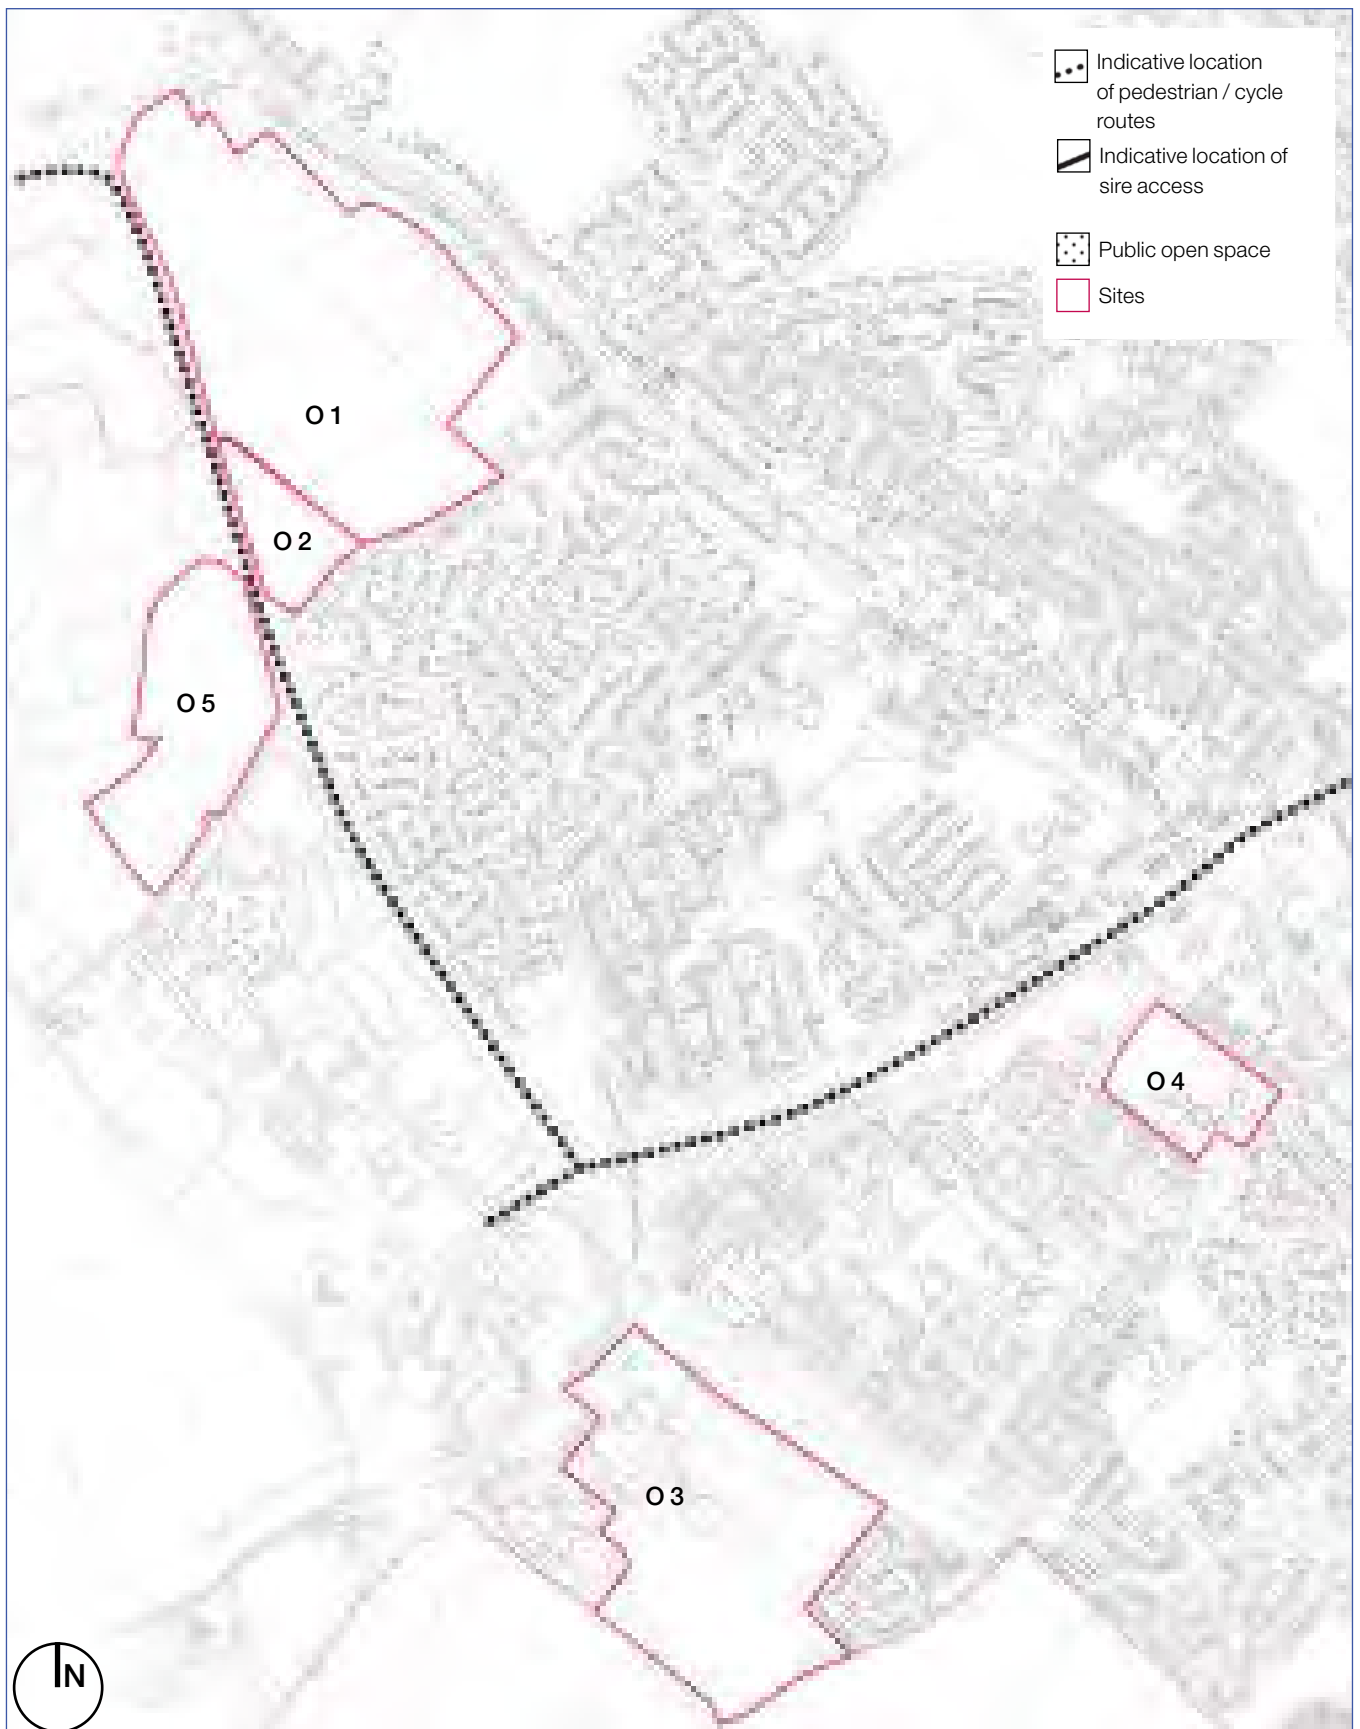 Indicative location
of pedestrian / cycle
routes
Indicative location of
sire access
Public open space
Sites
O 1
O 2
O 5
O 4
O 3
N